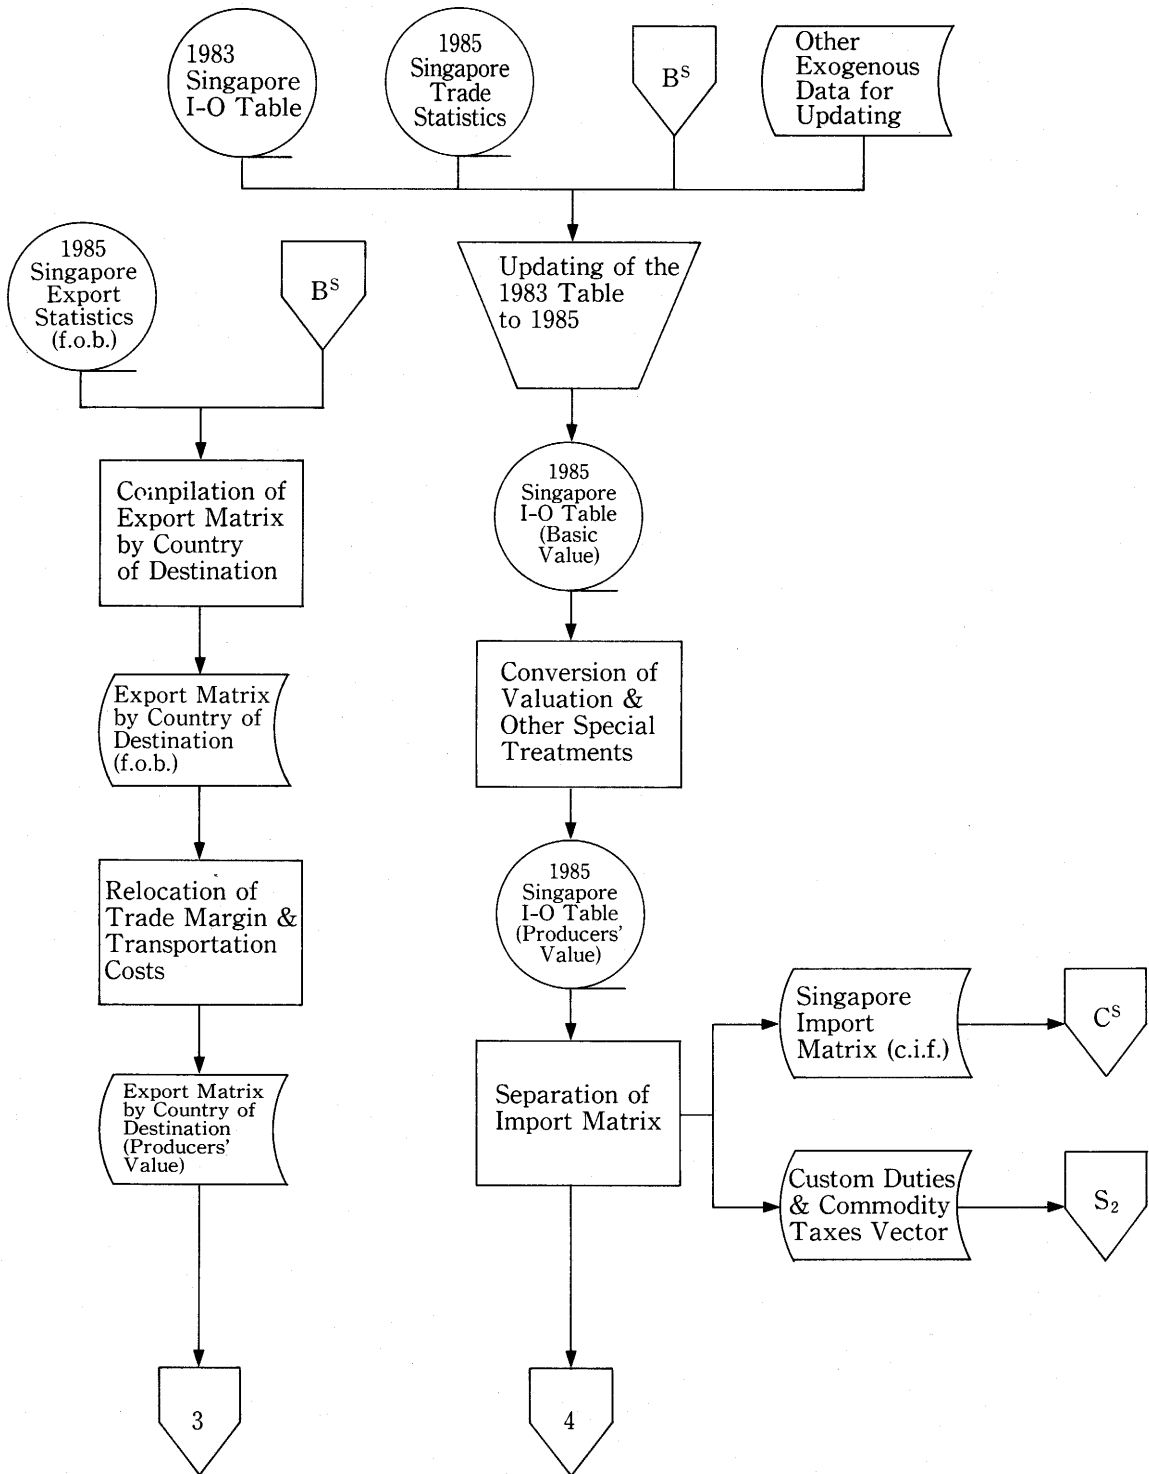 1983
Singapore
I-O Table
1985
Singapore
Trade
Statistics
B^S
Other
Exogenous
Data for
Updating
1985
Singapore
Export
Statistics
(f.o.b.)
B^S
Updating of the
1983 Table
to 1985
Compilation of
Export Matrix
by Country
of Destination
1985
Singapore
I-O Table
(Basic
Value)
Export Matrix
by Country of
Destination
(f.o.b.)
Conversion of
Valuation &
Other Special
Treatments
Relocation of
Trade Margin &
Transportation
Costs
1985
Singapore
I-O Table
(Producers'
Value)
Export Matrix
by Country of
Destination
(Producers'
Value)
Separation of
Import Matrix
Singapore
Import
Matrix (c.i.f.)
C^S
Custom Duties
& Commodity
Taxes Vector
S₂
3
4